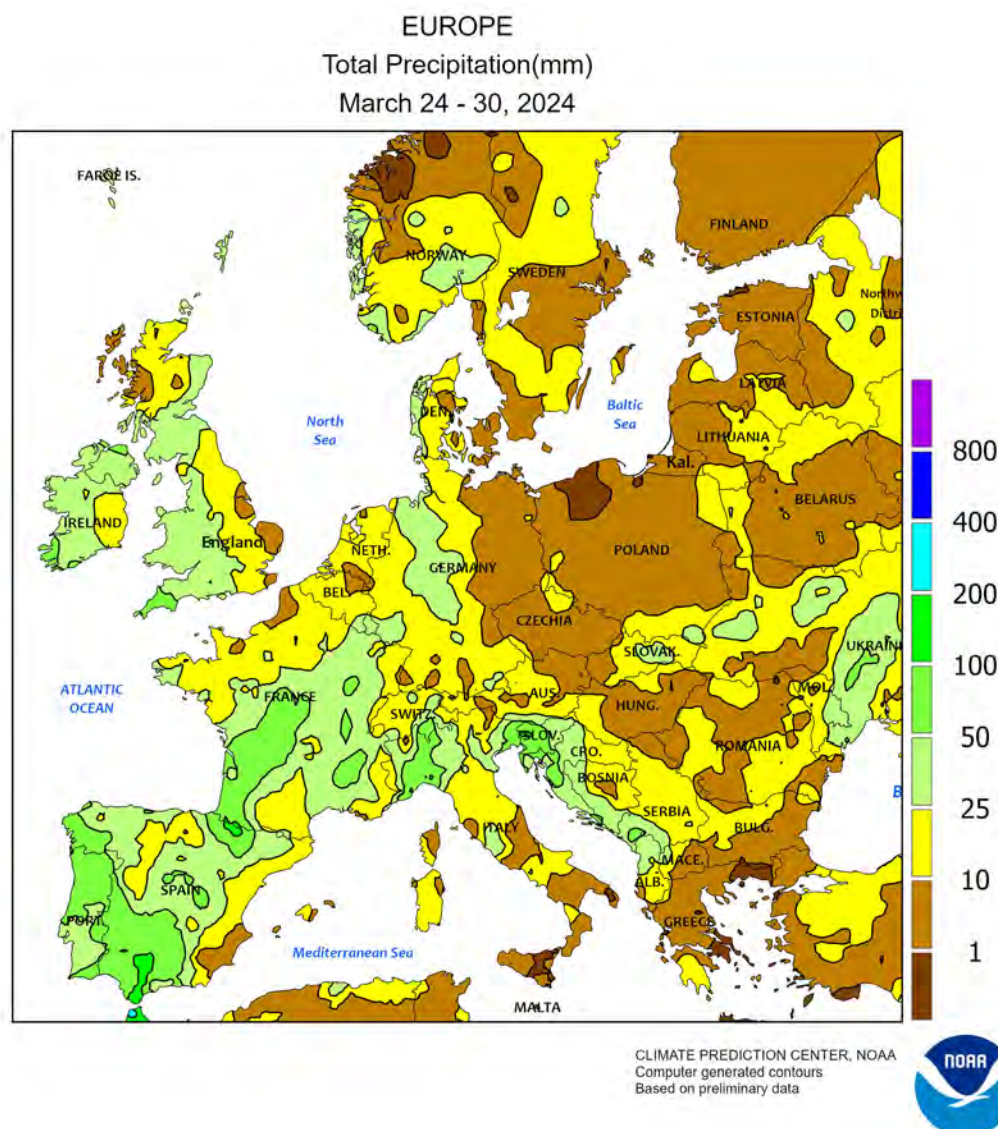 EUROPE
Total Precipitation(mm)
March 24 - 30, 2024
FAROE IS.
FINLAND
NORWAY
SWEDEN
Northw
Distri
ESTONIA
LATVIA
North
Sea
Baltic
Sea
DEN.
LITHUANIA
Kal.
BELARUS
IRELAND
England
NETH.
GERMANY
POLAND
BEL.
CZECHIA
SLOVAK.
UKRAINE
ATLANTIC
OCEAN
FRANCE
SWITZ.
AUS.
HUNG.
MOL.
SLOV.
CRO.
ROMANIA
BOSNIA
SERBIA
B
ITALY
BULG.
MACE.
SPAIN
ALB.
PORT.
GREECE
Mediterranean Sea
MALTA
800
400
200
100
50
25
10
1
CLIMATE PREDICTION CENTER, NOAA
Computer generated contours
Based on preliminary data
NOAA